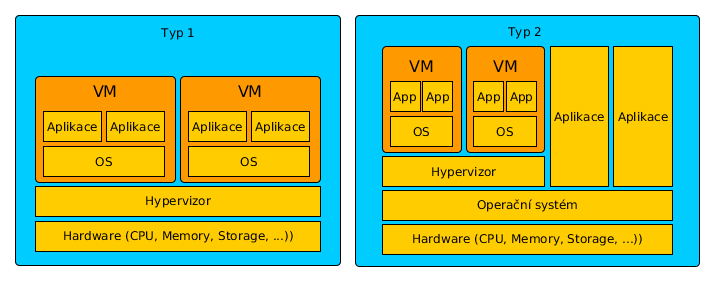 Typ 1
VM
VM
Aplikace
Aplikace
Aplikace
Aplikace
OS
OS
Hypervizor
Hardware (CPU, Memory, Storage, ...))
Typ 2
VM
VM
App
App
App
App
Aplikace
Aplikace
OS
OS
Hypervizor
Operační systém
Hardware (CPU, Memory, Storage, ...))